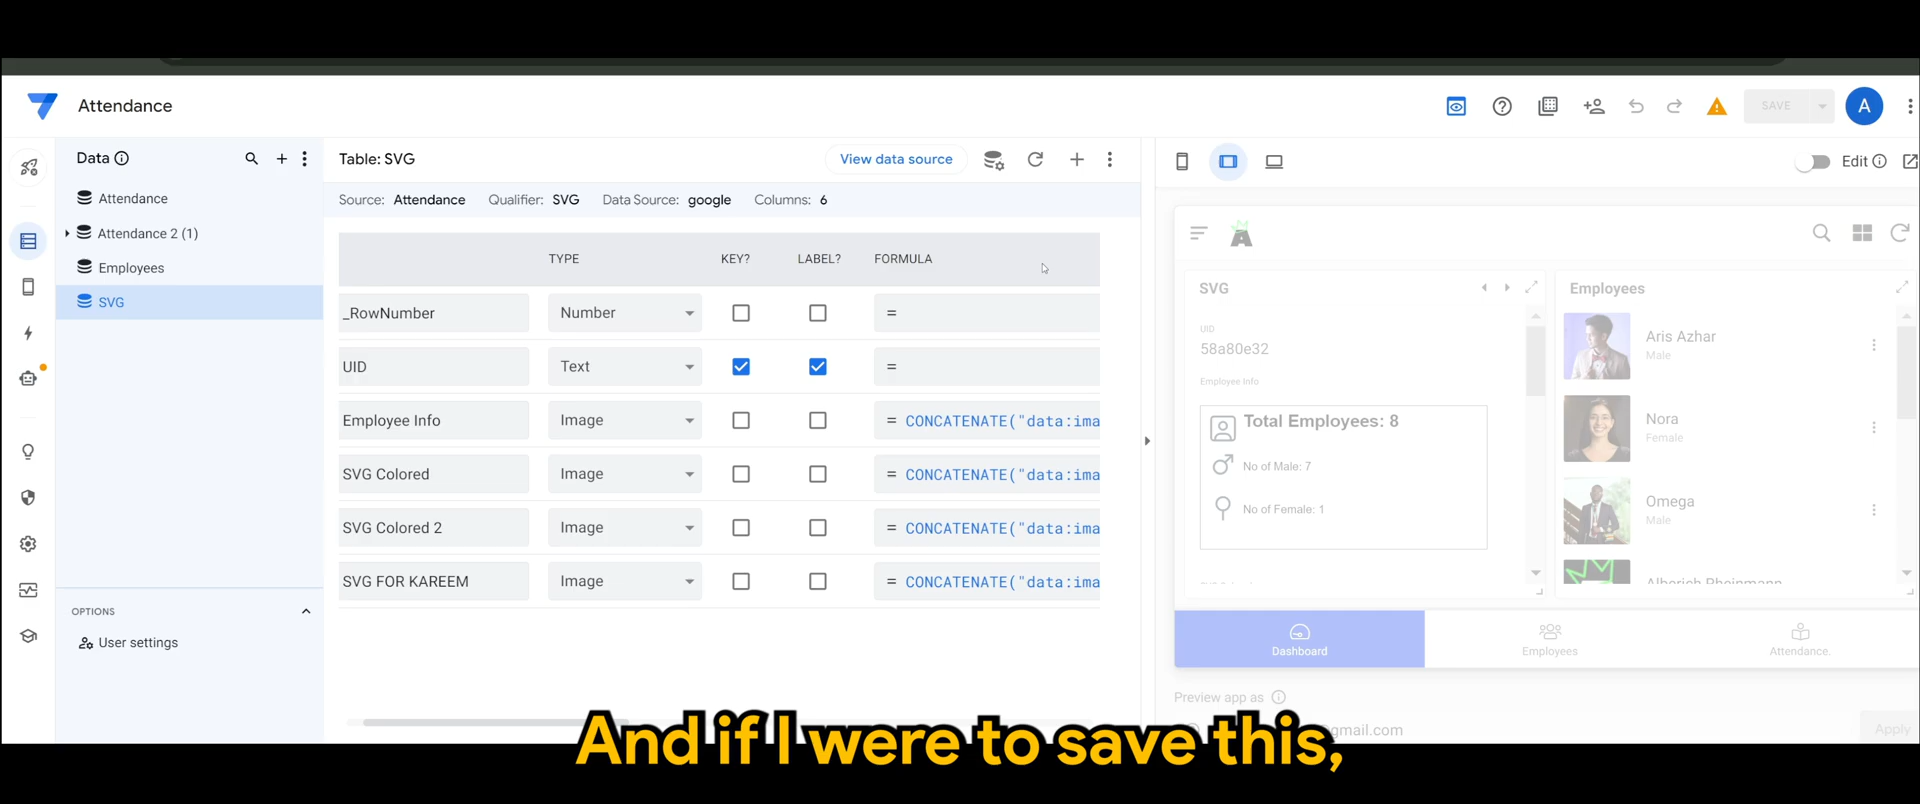 Attendance
SAVE
A
Data
Attendance
Attendance 2 (1)
Employees
SVG
OPTIONS
User settings
Table: SVG
View data source
Source: Attendance Qualifier: SVG Data Source: google Columns: 6
TYPE KEY? LABEL? FORMULA
_RowNumber Number =
UID Text =
Employee Info Image = CONCATENATE("data:ima
SVG Colored Image = CONCATENATE("data:ima
SVG Colored 2 Image = CONCATENATE("data:ima
SVG FOR KAREEM Image = CONCATENATE("data:ima
Edit
A
SVG
UID
58a80e32
Employee Info
Total Employees: 8
No of Male: 7
No of Female: 1
Employees
Aris Azhar
Male
Nora
Female
Omega
Male
Dashboard
Employees
Attendance.
Preview app as
gmail.com
Apply
And if I were to save this,